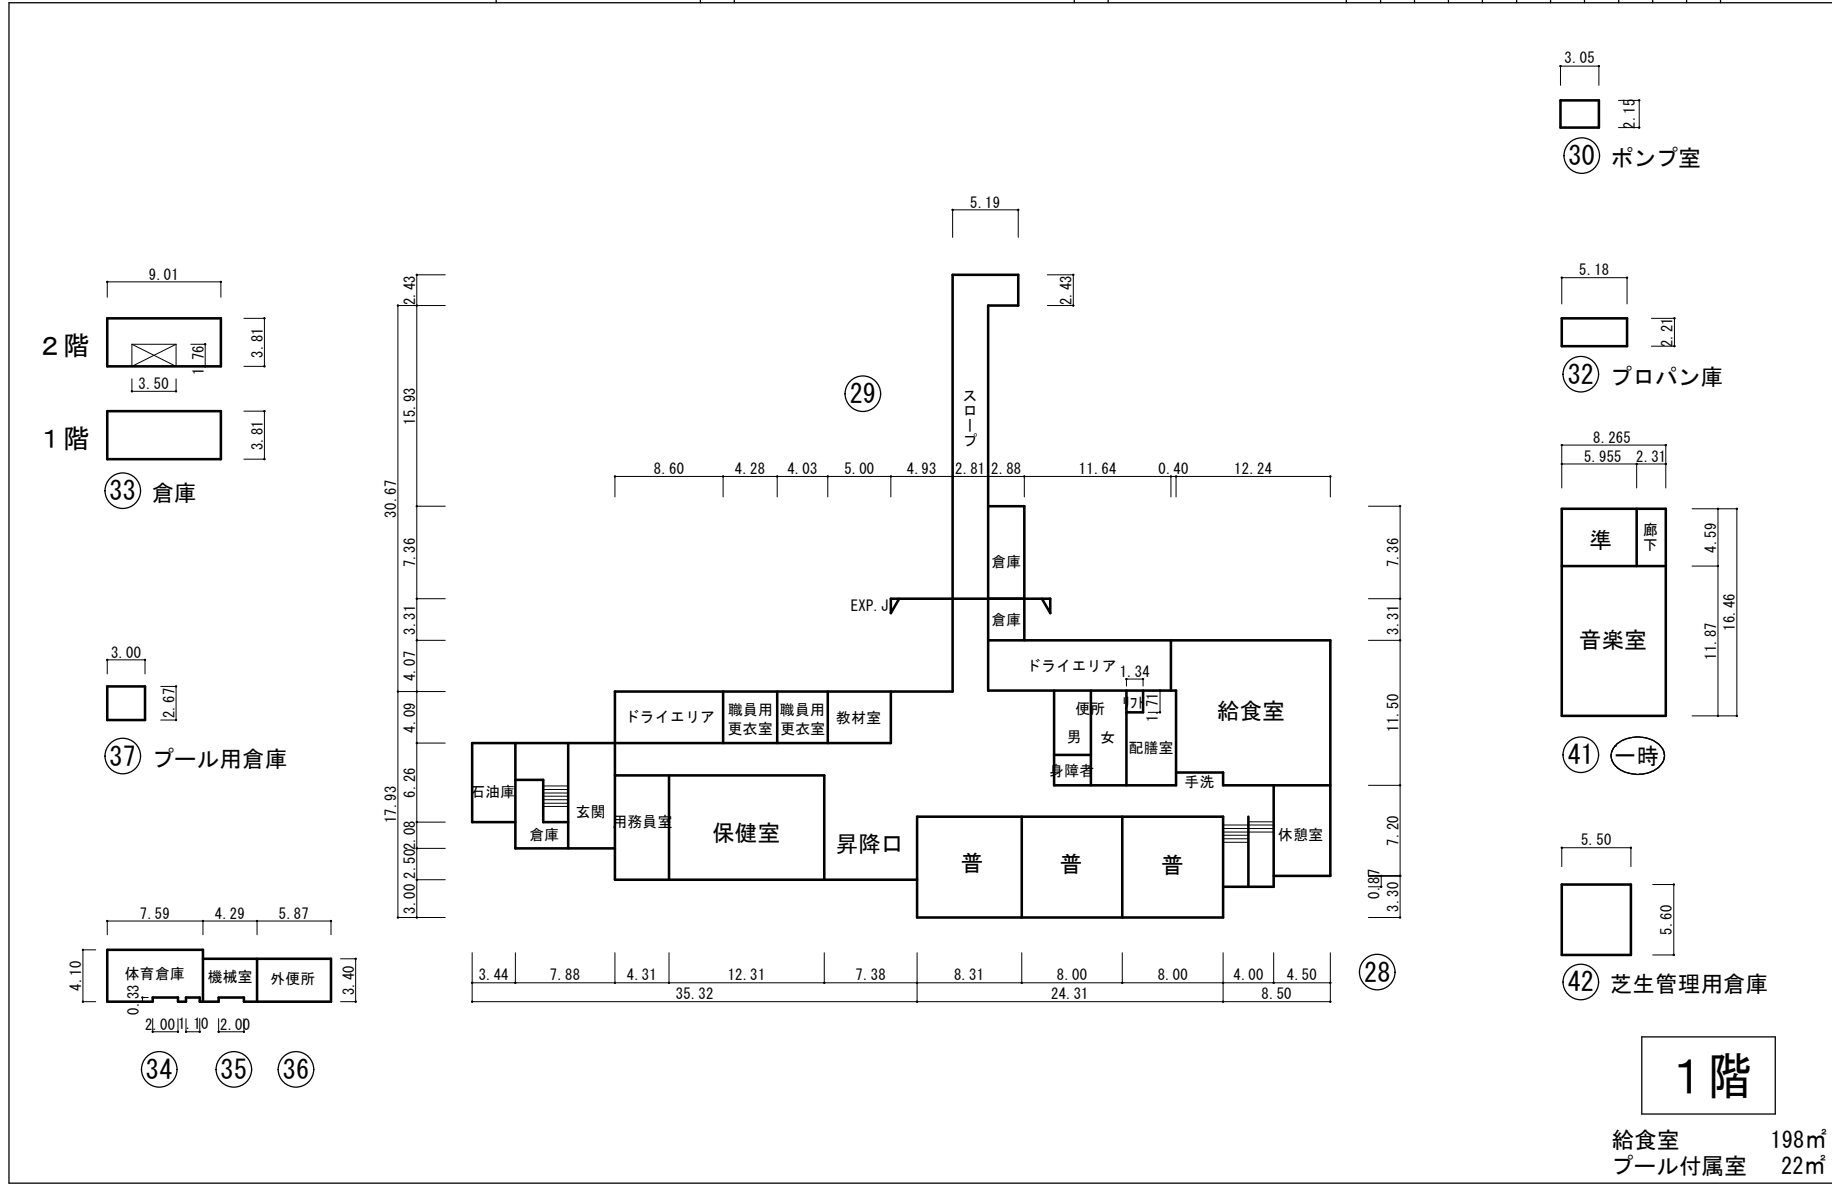 3.05
2.15
30 ポンプ室
5.19
2.43
2.43
9.01
2階
3.81
1.76
3.50
1階
3.81
33 倉庫
5.18
2.21
32 プロパン庫
29
スロープ
15.93
30.67
8.60 4.28 4.03 5.00 4.93 2.81 2.88 11.64 0.40 12.24
7.36
7.36
倉庫
EXP.J
倉庫
3.31
3.31
8.265
5.955 2.31
準
廊下
4.59
16.46
音楽室
11.87
41 一時
3.00
2.67
37 プール用倉庫
4.07
ドライエリア
1.34
4.09
ドライエリア
職員用
更衣室
職員用
更衣室
教材室
便所
男
女
リフト
1.71
配膳室
身障者
給食室
11.50
手洗
6.26
17.93
石油庫
倉庫
玄関
用務員室
保健室
昇降口
普
普
普
休憩室
7.20
2.08
2.50
3.00
0.87
3.30
5.50
5.60
42 芝生管理用倉庫
7.59 4.29 5.87
4.10
体育倉庫
機械室
外便所
3.40
0.33
2.00 1.10 2.00
34 35 36
3.44 7.88 4.31 12.31 7.38 8.31 8.00 8.00 4.00 4.50
35.32 24.31 8.50
28
1階
給食室 198㎡
プール付属室 22㎡